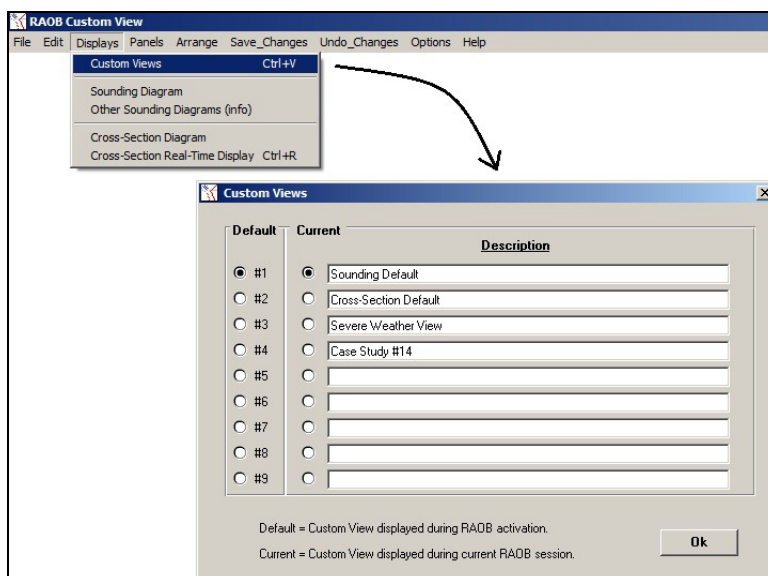 RAOB Custom View
File Edit Displays Panels Arrange Save_Changes Undo_Changes Options Help
Custom Views Ctrl+V
Sounding Diagram
Other Sounding Diagrams (info)
Cross-Section Diagram
Cross-Section Real-Time Display Ctrl+R
Custom Views
Default Current
Description
#1 Sounding Default
#2 Cross-Section Default
#3 Severe Weather View
#4 Case Study #14
#5
#6
#7
#8
#9
Default = Custom View displayed during RAOB activation.
Current = Custom View displayed during current RAOB session.
Ok